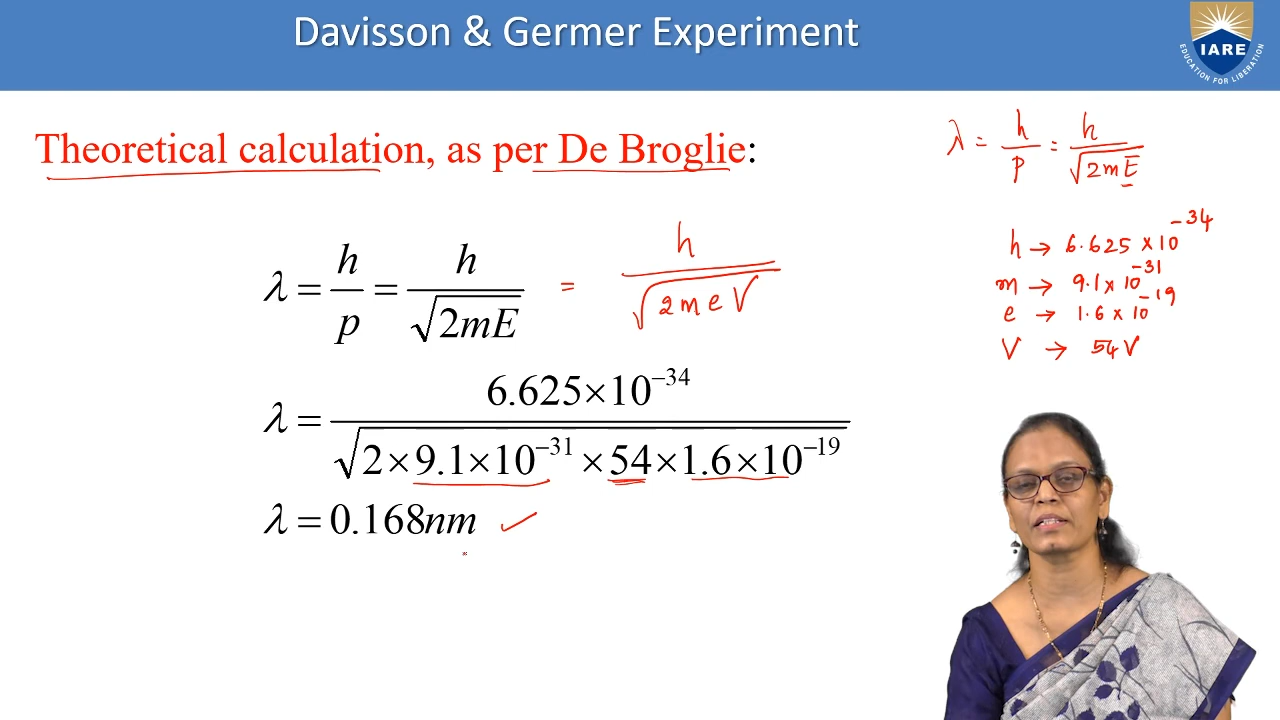 Davisson & Germer Experiment
IARE
EDUCATION FOR LIBERATION
Theoretical calculation, as per De Broglie:
λ = h/p = h/√2mE
λ = h/p = h/√2mE = h/√2meV
h → 6.625 × 10⁻³⁴
m → 9.1 × 10⁻³¹
e → 1.6 × 10⁻¹⁹
V → 54 V
λ = 6.625×10⁻³⁴/√2×9.1×10⁻³¹×54×1.6×10⁻¹⁹
λ = 0.168nm